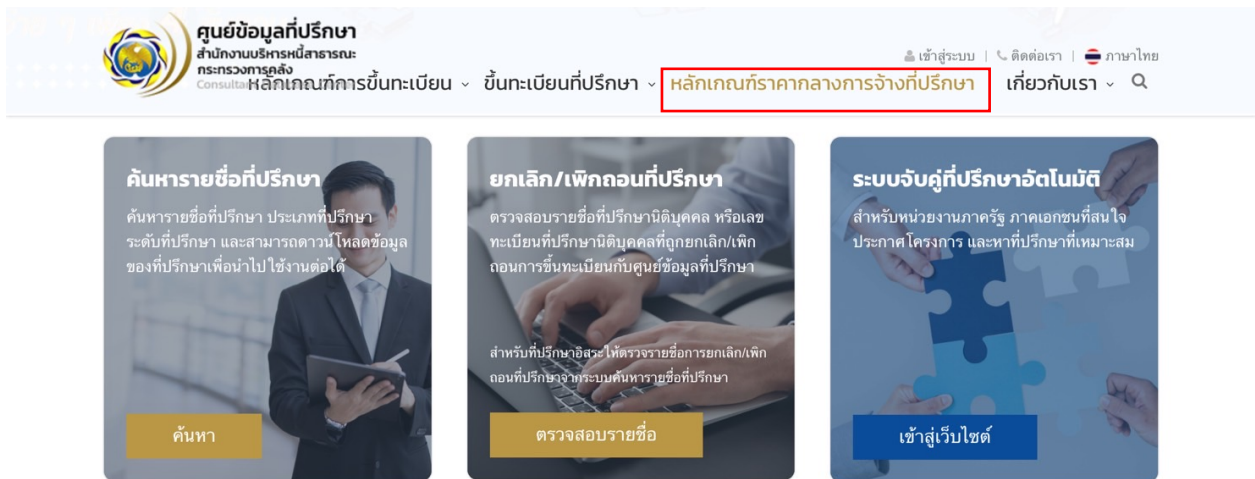 ศูนย์ข้อมูลที่ปรึกษา
สำนักงานบริหารหนี้สาธารณะ
กระทรวงการคลัง
เข้าสู่ระบบ | ติดต่อเรา | ภาษาไทย
หลักเกณฑ์การขึ้นทะเบียน ขึ้นทะเบียนที่ปรึกษา หลักเกณฑ์ราคากลางการจ้างที่ปรึกษา เกี่ยวกับเรา
ค้นหารายชื่อที่ปรึกษา
ค้นหารายชื่อที่ปรึกษา ประเภทที่ปรึกษา
ระดับที่ปรึกษา และสามารถดาวน์โหลดข้อมูล
ของที่ปรึกษาเพื่อนำไปใช้งานต่อได้
ค้นหา
ยกเลิก/เพิกถอนที่ปรึกษา
ตรวจสอบรายชื่อที่ปรึกษานิติบุคคล หรือเลข
ทะเบียนที่ปรึกษานิติบุคคลที่ถูกยกเลิก/เพิก
ถอนการขึ้นทะเบียนกับศูนย์ข้อมูลที่ปรึกษา
สำหรับที่ปรึกษาอิสระให้ตรวจรายชื่อการยกเลิก/เพิก
ถอนที่ปรึกษาจากระบบค้นหารายชื่อที่ปรึกษา
ตรวจสอบรายชื่อ
ระบบจับคู่ที่ปรึกษาอัตโนมัติ
สำหรับหน่วยงานภาครัฐ ภาคเอกชนที่สนใจ
ประกาศโครงการ และหาที่ปรึกษาที่เหมาะสม
เข้าสู่เว็บไซต์